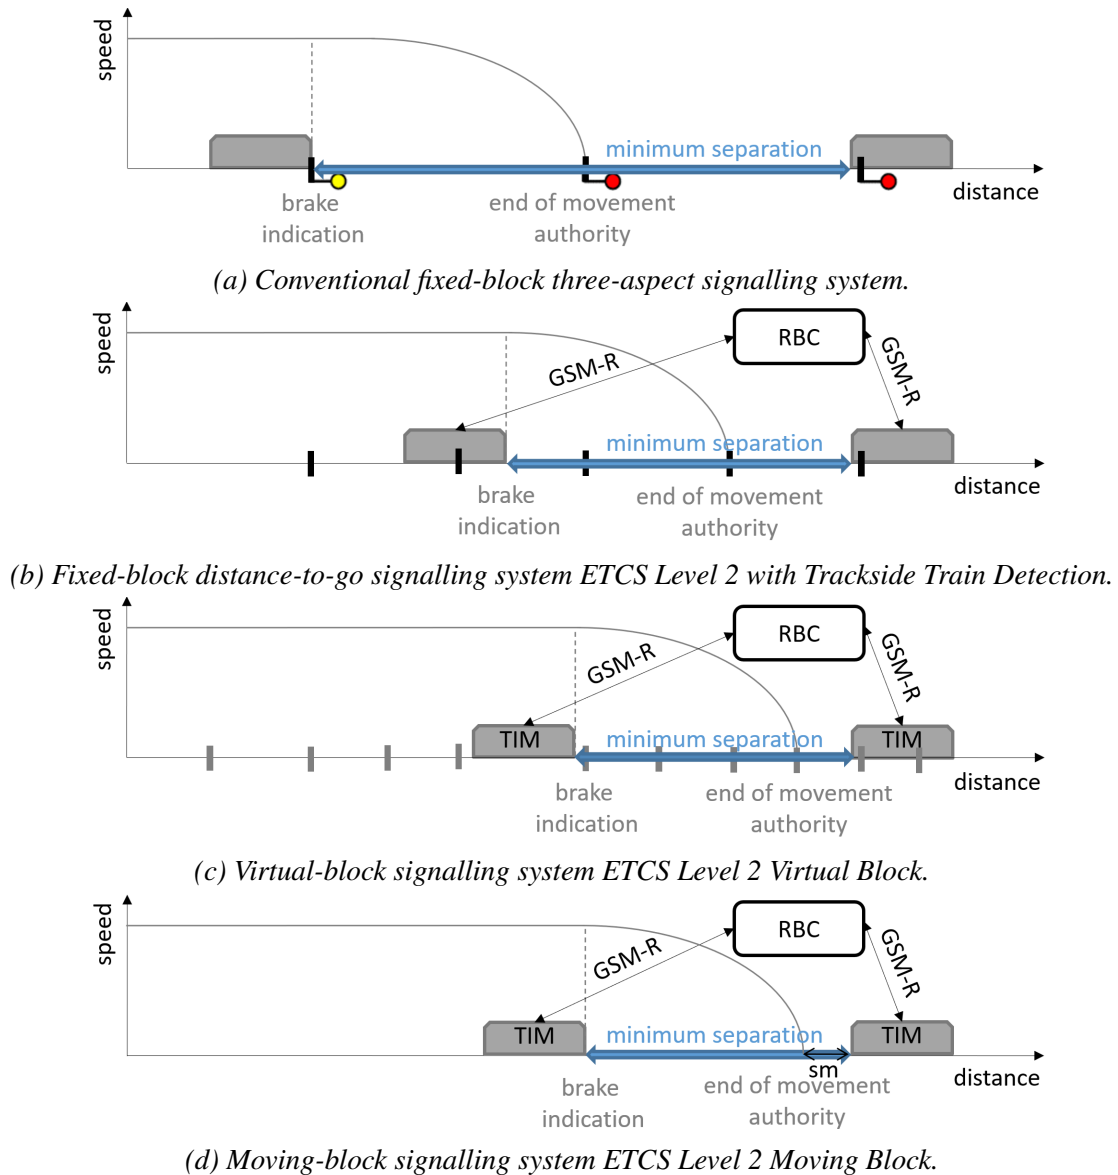 speed
minimum separation
distance
brake
indication
end of movement
authority
(a) Conventional fixed-block three-aspect signalling system.
speed
RBC
GSM-R
GSM-R
minimum separation
distance
brake
indication
end of movement
authority
(b) Fixed-block distance-to-go signalling system ETCS Level 2 with Trackside Train Detection.
speed
RBC
GSM-R
GSM-R
TIM
minimum separation
TIM
distance
brake
indication
end of movement
authority
(c) Virtual-block signalling system ETCS Level 2 Virtual Block.
speed
RBC
GSM-R
GSM-R
TIM
minimum separation
TIM
sm
distance
brake
indication
end of movement
authority
(d) Moving-block signalling system ETCS Level 2 Moving Block.